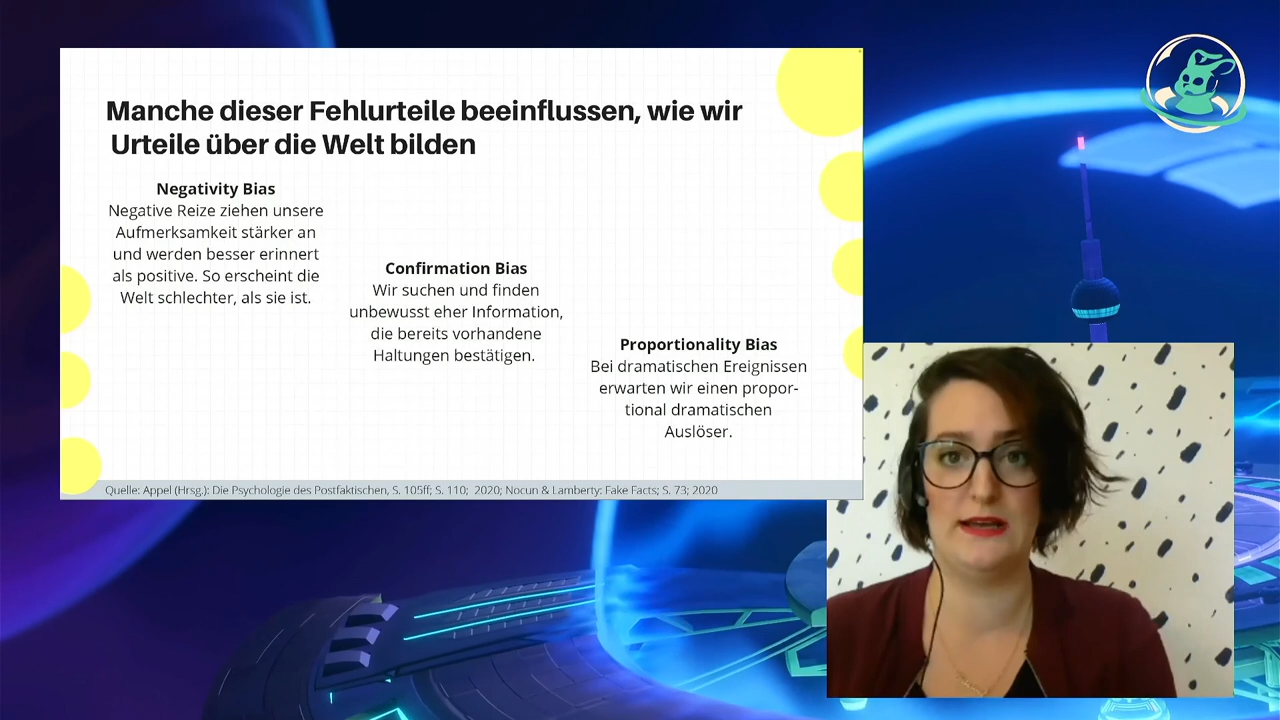 Manche dieser Fehlurteile beeinflussen, wie wir
Urteile über die Welt bilden
Negativity Bias
Negative Reize ziehen unsere
Aufmerksamkeit stärker an
und werden besser erinnert
als positive. So erscheint die
Welt schlechter, als sie ist.
Confirmation Bias
Wir suchen und finden
unbewusst eher Information,
die bereits vorhandene
Haltungen bestätigen.
Proportionality Bias
Bei dramatischen Ereignissen
erwarten wir einen propor-
tional dramatischen
Auslöser.
Quelle: Appel (Hrsg.): Die Psychologie des Postfaktischen, S. 105ff; S. 110; 2020; Nocun & Lamberty: Fake Facts; S. 73; 2020